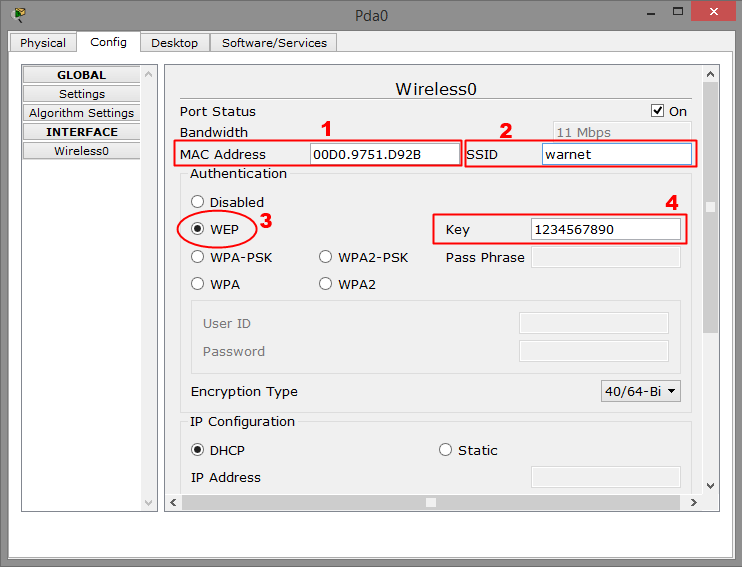 Pda0
Physical Config Desktop Software/Services
GLOBAL
Settings
Algorithm Settings
INTERFACE
Wireless0
Wireless0
Port Status On
Bandwidth 11 Mbps
1 2
MAC Address 00D0.9751.D92B SSID warnet
Authentication
Disabled
WEP 3 Key 1234567890 4
WPA-PSK WPA2-PSK Pass Phrase
WPA WPA2
User ID
Password
Encryption Type 40/64-Bi
IP Configuration
DHCP Static
IP Address